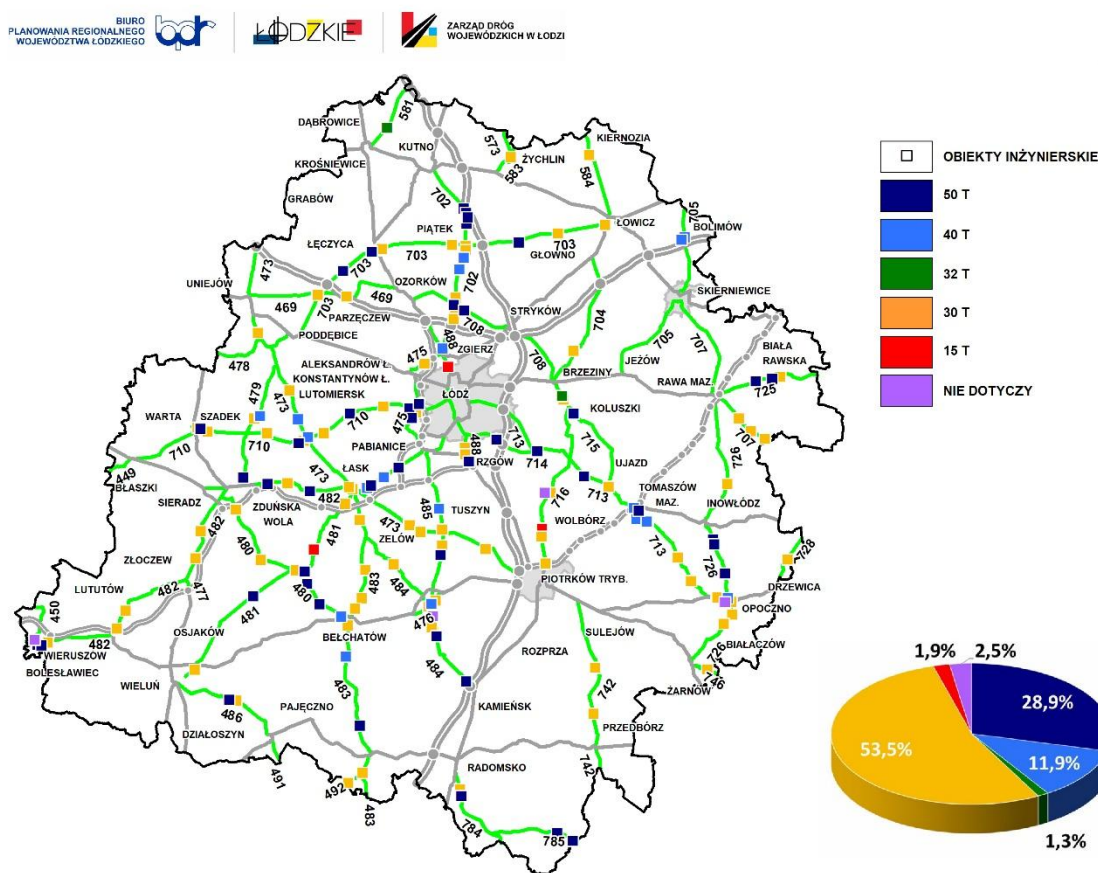 BIURO
PLANOWANIA REGIONALNEGO
WOJEWÓDZTWA ŁÓDZKIEGO
bpr
ŁÓDZKIE
ZARZĄD DRÓG
WOJEWÓDZKICH W ŁODZI
OBIEKTY INŻYNIERSKIE
50 T
40 T
32 T
30 T
15 T
NIE DOTYCZY
581
DĄBROWICE
KUTNO
KROŚNIEWICE
573
583
ŻYCHLIN
KIERNOZIA
584
GRABÓW
702
705
ŁOWICZ
BOLIMÓW
PIĄTEK
ŁĘCZYCA
703
703
703
GŁOWNO
473
UNIEJÓW
OZORKÓW
702
SKIERNIEWICE
469
469
703
PARZĘCZEW
STRYKÓW
704
PODDĘBICE
488
708
ZGIERZ
708
705
707
BIAŁA
RAWSKA
478
ALEKSANDRÓW Ł.
475
JEŻÓW
KONSTANTYNÓW Ł.
BRZEZINY
RAWA MAZ.
479
LUTOMIERSK
ŁÓDŹ
725
WARTA
SZADEK
473
710
475
KOLUSZKI
707
710
710
PABIANICE
488
713
715
726
449
RZGÓW
714
UJAZD
BŁASZKI
473
ŁASK
SIERADZ
482
713
TOMASZÓW
MAZ.
INOWŁÓDZ
ZDUŃSKA
WOLA
485
TUSZYN
716
482
481
473
WOLBÓRZ
480
ZELÓW
713
728
ZŁOCZEW
483
484
726
PIOTRKÓW TRYB.
DRZEWICA
LUTUTÓW
482
477
480
450
481
476
OPOCZNO
482
OSJAKÓW
BEŁCHATÓW
SULEJÓW
BIAŁACZÓW
WIERUSZÓW
484
ROZPRZA
726
BOLESŁAWIEC
746
WIELUŃ
483
742
ŻARNÓW
PAJĘCZNO
KAMIEŃSK
486
DZIAŁOSZYN
PRZEDBÓRZ
491
RADOMSKO
742
492
483
784
785
1,9%
2,5%
28,9%
53,5%
11,9%
1,3%